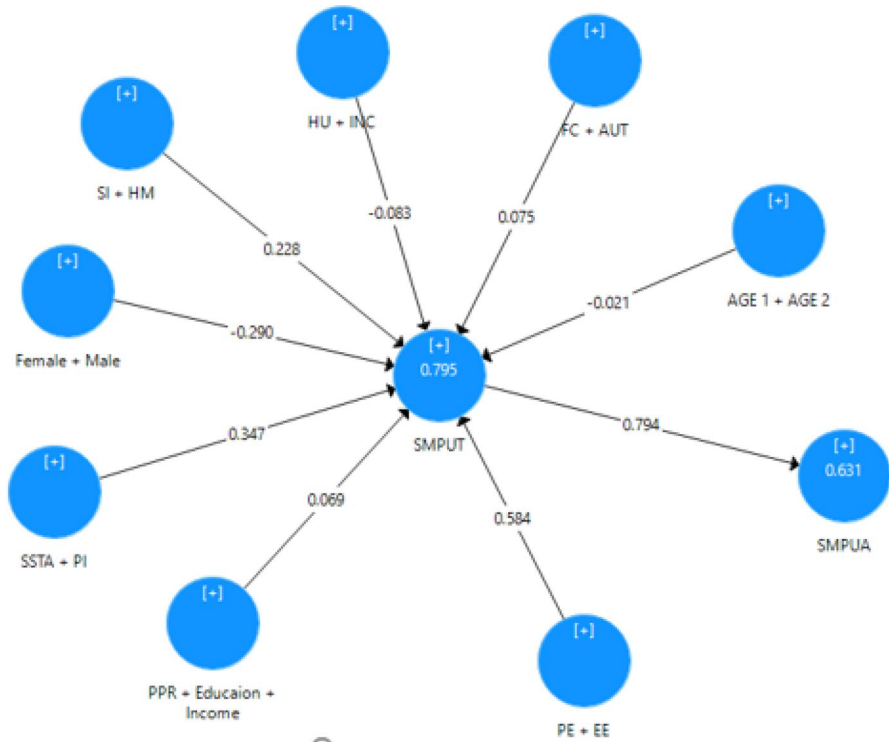 [+]
HU + INC
[+]
FC + AUT
[+]
SI + HM
[+]
AGE 1 + AGE 2
[+]
Female + Male
-0.083
0.075
0.228
-0.021
-0.290
[+]
0.795
SMPUT
0.347
0.794
[+]
SSTA + PI
[+]
0.631
SMPUA
0.069
0.584
[+]
PPR + Educaion +
Income
[+]
PE + EE